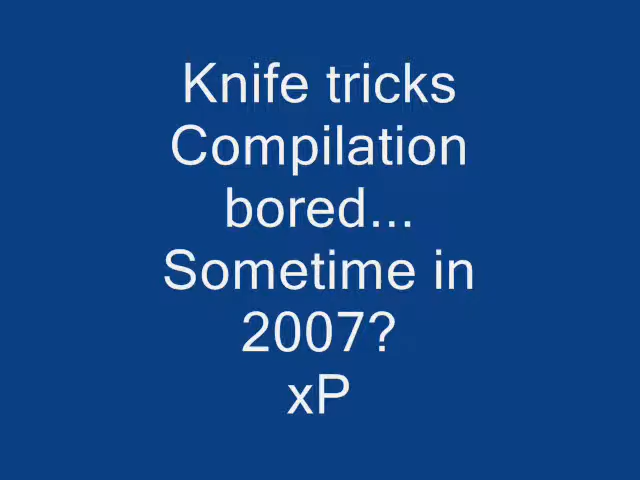 Knife tricks
Compilation
bored...
Sometime in
2007?
xP